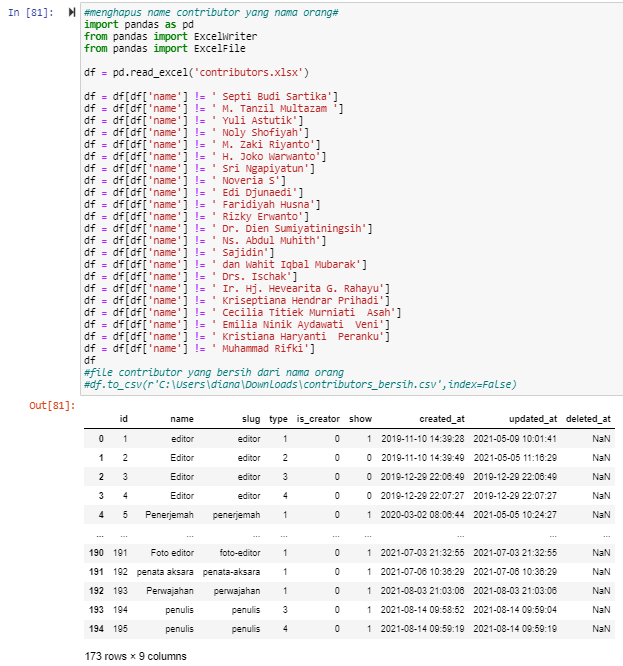 In [81]:
#menghapus name contributor yang nama orang#
import pandas as pd
from pandas import ExcelWriter
from pandas import ExcelFile
df = pd.read_excel('contributors.xlsx')
df = df[df['name'] != ' Septi Budi Sartika']
df = df[df['name'] != ' M. Tanzil Multazam ']
df = df[df['name'] != ' Yuli Astutik']
df = df[df['name'] != ' Noly Shofiyah']
df = df[df['name'] != ' M. Zaki Riyanto']
df = df[df['name'] != ' H. Joko Warwanto']
df = df[df['name'] != ' Sri Ngapiyatun']
df = df[df['name'] != ' Noveria S']
df = df[df['name'] != ' Edi Djunaedi']
df = df[df['name'] != ' Faridiyah Husna']
df = df[df['name'] != ' Rizky Erwanto']
df = df[df['name'] != ' Dr. Dien Sumiyatiningsih']
df = df[df['name'] != ' Ns. Abdul Muhith']
df = df[df['name'] != ' Sajidin']
df = df[df['name'] != ' dan Wahit Iqbal Mubarak']
df = df[df['name'] != ' Drs. Ischak']
df = df[df['name'] != ' Ir. Hj. Hevearita G. Rahayu']
df = df[df['name'] != ' Kriseptiana Hendrar Prihadi']
df = df[df['name'] != ' Cecilia Titiek Murniati  Asah']
df = df[df['name'] != ' Emilia Ninik Aydawati  Veni']
df = df[df['name'] != ' Kristiana Haryanti  Peranku']
df = df[df['name'] != ' Muhammad Rifki']
df
#file contributor yang bersih dari nama orang
#df.to_csv(r'C:\Users\diana\Downloads\contributors_bersih.csv',index=False)
Out[81]:
id name slug type is_creator show created_at updated_at deleted_at
0 1 editor editor 1 0 1 2019-11-10 14:39:28 2021-05-09 10:01:41 NaN
1 2 Editor editor 2 0 0 2019-11-10 14:39:49 2021-05-05 11:16:29 NaN
2 3 Editor editor 3 0 0 2019-12-29 22:06:49 2019-12-29 22:06:49 NaN
3 4 Editor editor 4 0 0 2019-12-29 22:07:27 2019-12-29 22:07:27 NaN
4 5 Penerjemah penerjemah 1 0 1 2020-03-02 08:06:44 2021-05-05 10:24:27 NaN
... ... ... ... ... ... ... ... ... ...
190 191 Foto editor foto-editor 1 0 1 2021-07-03 21:32:55 2021-07-03 21:32:55 NaN
191 192 penata aksara penata-aksara 1 0 1 2021-07-06 10:36:29 2021-07-06 10:36:29 NaN
192 193 Perwajahan perwajahan 1 0 1 2021-08-03 21:03:06 2021-08-03 21:03:06 NaN
193 194 penulis penulis 3 0 1 2021-08-14 09:58:52 2021-08-14 09:59:04 NaN
194 195 penulis penulis 4 0 1 2021-08-14 09:59:19 2021-08-14 09:59:19 NaN
173 rows × 9 columns